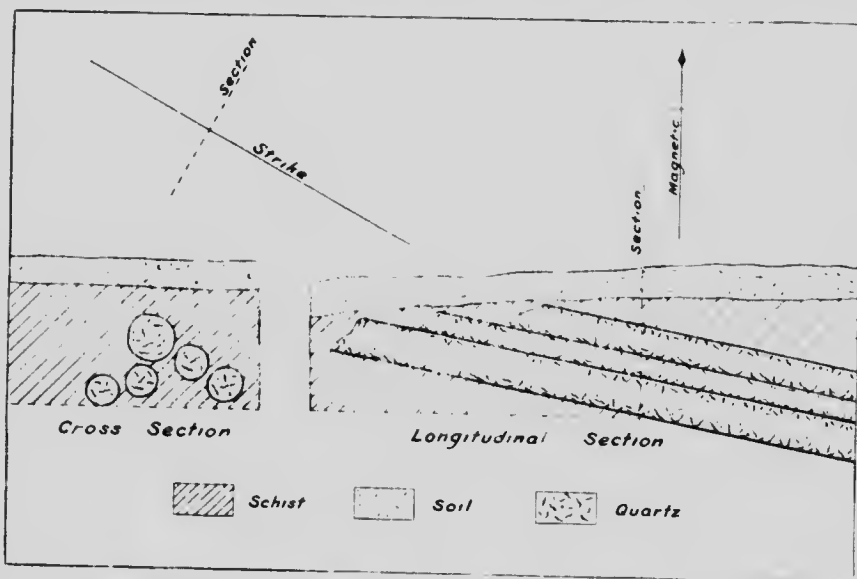 Section
Strike
Magnetic
Section
Cross Section
Longitudinal Section
Schist
Soil
Quartz